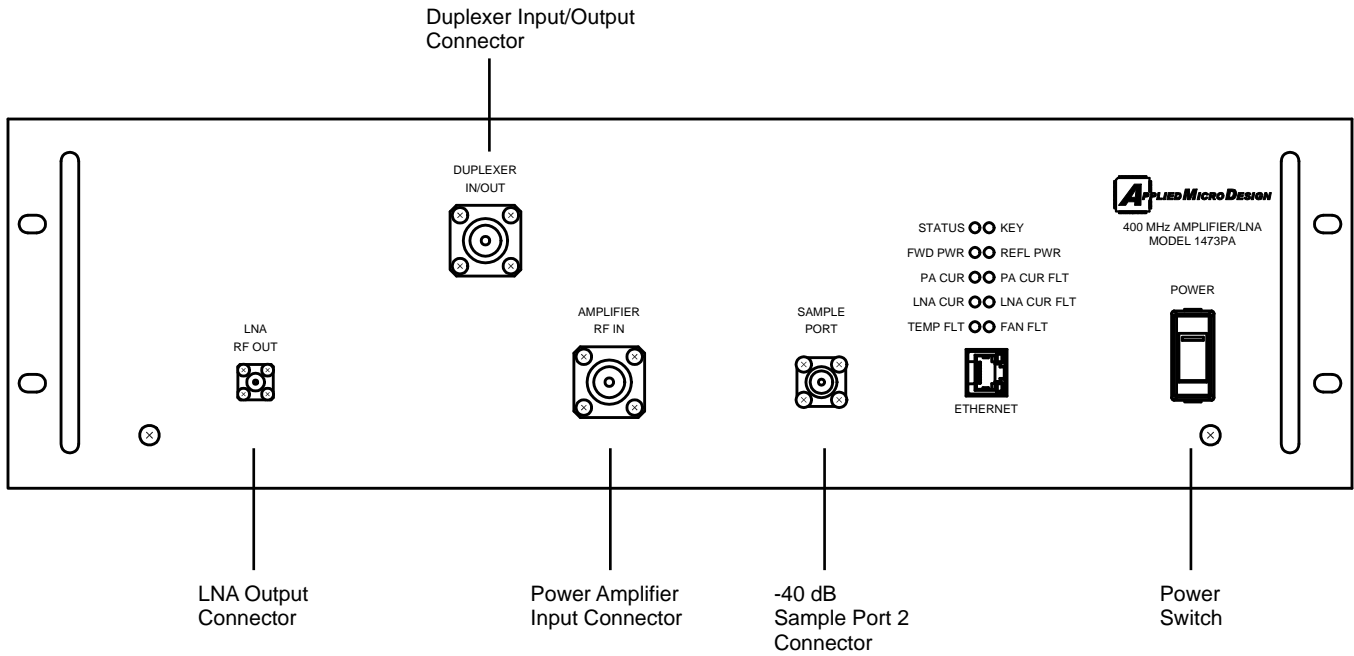 Duplexer Input/Output
Connector
DUPLEXER
IN/OUT
APPLIED MICRO DESIGN
400 MHz AMPLIFIER/LNA
MODEL 1473PA
STATUS KEY
FWD PWR REFL PWR
PA CUR PA CUR FLT
LNA CUR LNA CUR FLT
TEMP FLT FAN FLT
POWER
LNA
RF OUT
AMPLIFIER
RF IN
SAMPLE
PORT
ETHERNET
LNA Output
Connector
Power Amplifier
Input Connector
-40 dB
Sample Port 2
Connector
Power
Switch